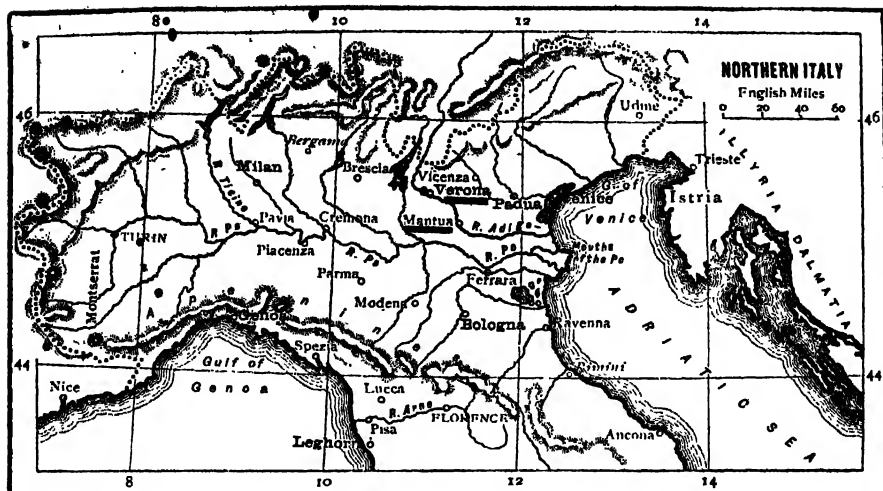 8 10 12 14
NORTHERN ITALY
English Miles
0 20 40 60
46 46
Udine
ILLYRIA
Bergamo
Trieste
Milan
Brescia
Vicenza
Verona
Padua
Venice
G. of
Venice
Istria
R. Ticino
Pavia
Cremona
Mantua
R. Adige
TURIN
R. Po
Piacenza
R. Po
R. Po
Mouths
of the Po
DALMATIA
Montserrat
Parma
Ferrara
Apennin
Modena
Genoa
Bologna
Ravenna
ADRIATIC SEA
44 44
Spezia
Gulf of
Genoa
Rimini
Nice
Lucca
R. Arno
FLORENCE
Pisa
Leghorn
Ancona
8 10 12 14